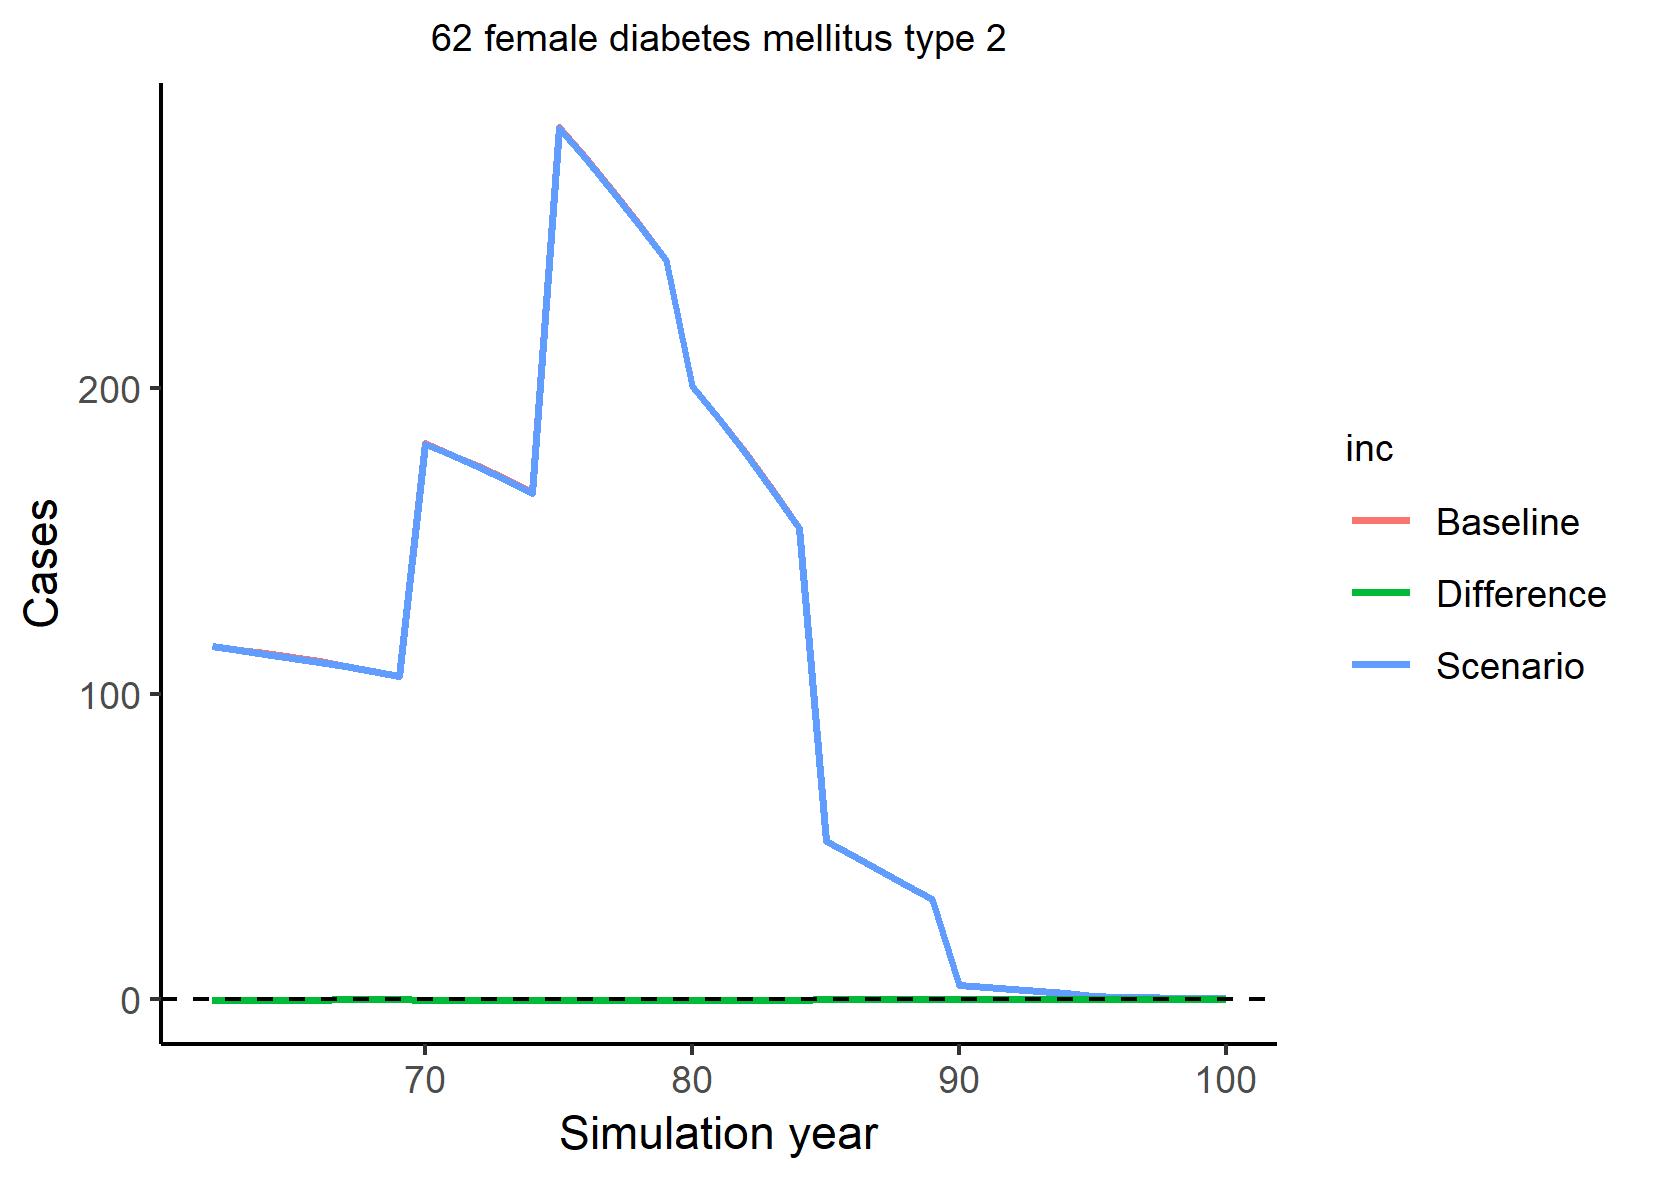 62 female diabetes mellitus type 2
Cases
200
100
0
70
80
90
100
Simulation year
inc
Baseline
Difference
Scenario